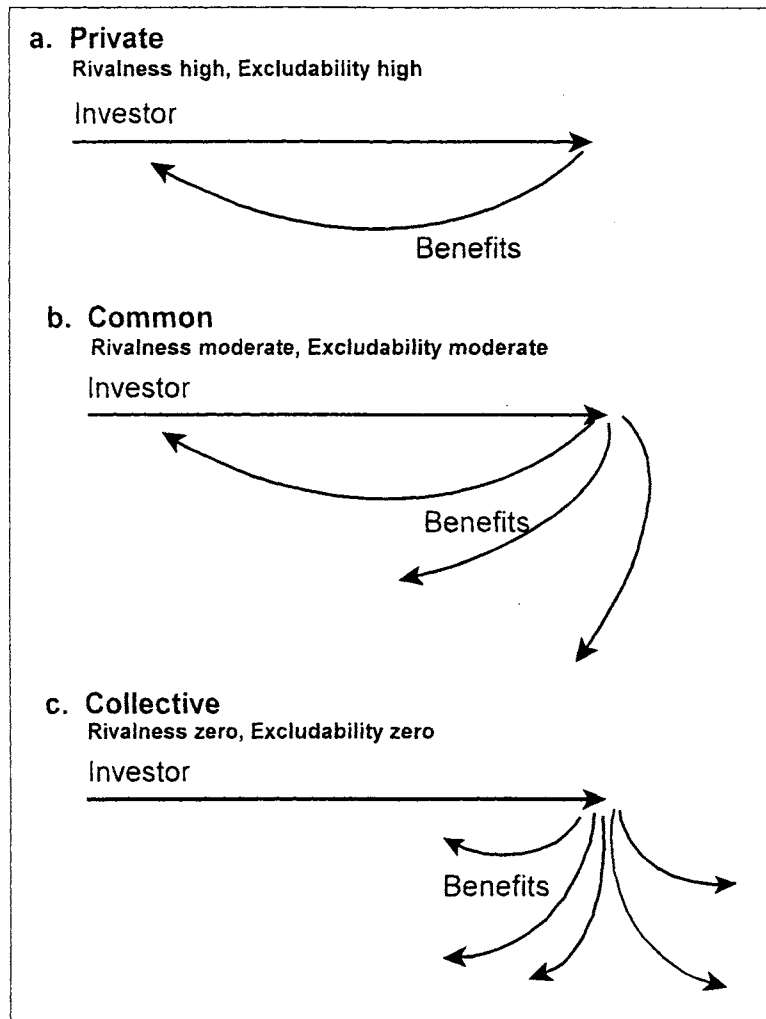 a. Private
Rivalness high, Excludability high
Investor
Benefits
b. Common
Rivalness moderate, Excludability moderate
Investor
Benefits
c. Collective
Rivalness zero, Excludability zero
Investor
Benefits